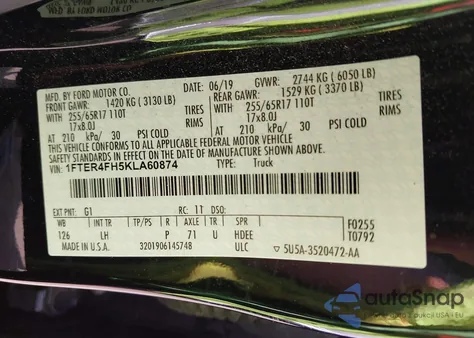 MFD. BY FORD MOTOR CO.
DATE: 06/19 GVWR: 2744 KG ( 6050 LB)
FRONT GAWR: 1420 KG ( 3130 LB) REAR GAWR: 1529 KG ( 3370 LB)
WITH 255/65R17 110T TIRES WITH 255/65R17 110T TIRES
17x8.0J RIMS 17x8.0J RIMS
AT 210 kPa/ 30 PSI COLD AT 210 kPa/ 30 PSI COLD
THIS VEHICLE CONFORMS TO ALL APPLICABLE FEDERAL MOTOR VEHICLE
SAFETY STANDARDS IN EFFECT ON THE DATE OF MANUFACTURE SHOWN ABOVE.
VIN: 1FTER4FH5KLA60874 TYPE: Truck
EXT PNT: G1 RC: 11 DSO:
WB INT TR TP/PS R AXLE TR SPR
126 LH P 71 U HDEE F0255
T0792
MADE IN U.S.A. 3201906145748 ULC 5U5A-3520472-AA
autoSnap